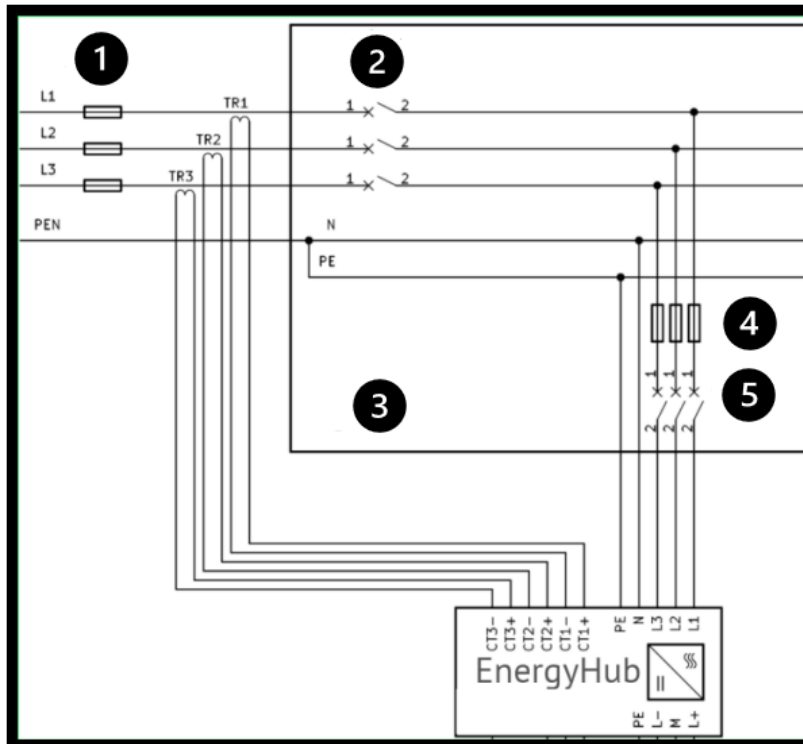 1
2
L1
TR1
1
2
L2
TR2
1
2
L3
TR3
1
2
PEN
N
PE
4
1
1
1
5
3
2
2
2
CT3-
CT3+
CT2-
CT2+
CT1-
CT1+
PE
N
L3
L2
L1
EnergyHub
PE
L-
M
L+